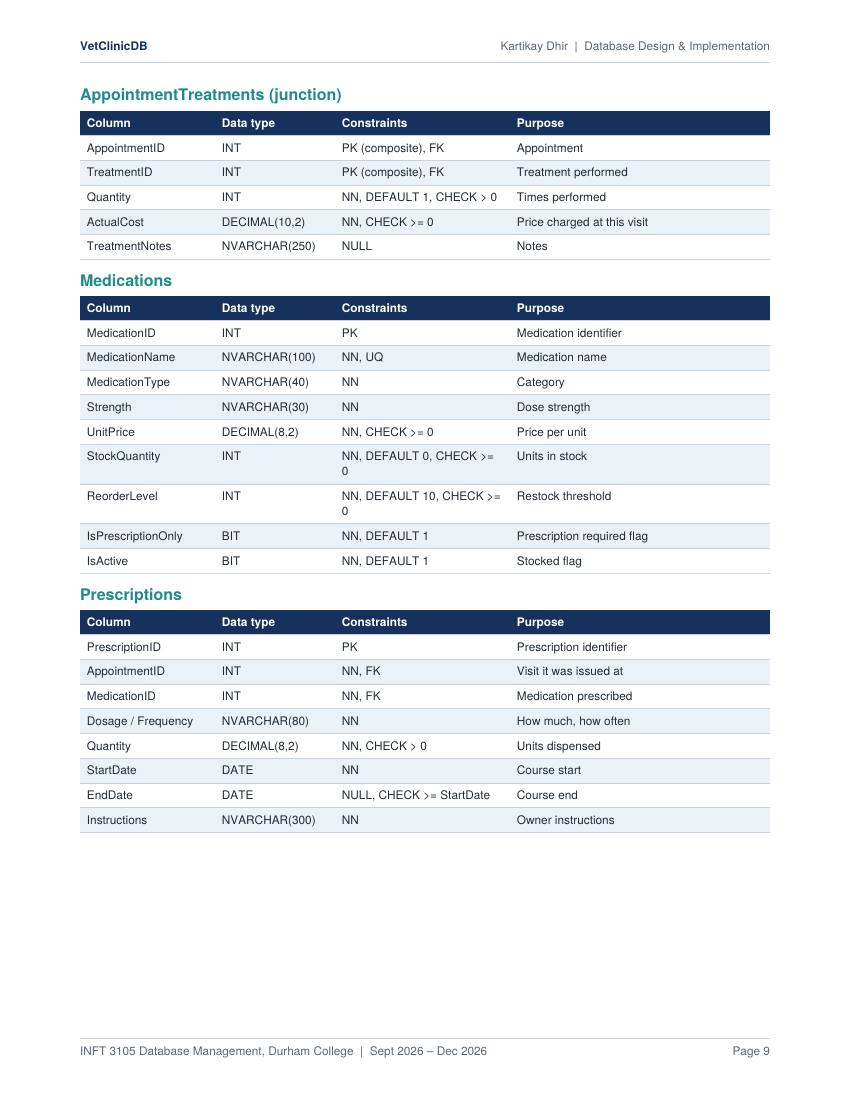 VetClinicDB
Kartikay Dhir | Database Design & Implementation
AppointmentTreatments (junction)
Column Data type Constraints Purpose
AppointmentID INT PK (composite), FK Appointment
TreatmentID INT PK (composite), FK Treatment performed
Quantity INT NN, DEFAULT 1, CHECK > 0 Times performed
ActualCost DECIMAL(10,2) NN, CHECK >= 0 Price charged at this visit
TreatmentNotes NVARCHAR(250) NULL Notes
Medications
Column Data type Constraints Purpose
MedicationID INT PK Medication identifier
MedicationName NVARCHAR(100) NN, UQ Medication name
MedicationType NVARCHAR(40) NN Category
Strength NVARCHAR(30) NN Dose strength
UnitPrice DECIMAL(8,2) NN, CHECK >= 0 Price per unit
StockQuantity INT NN, DEFAULT 0, CHECK >= Units in stock
0
ReorderLevel INT NN, DEFAULT 10, CHECK >= Restock threshold
0
IsPrescriptionOnly BIT NN, DEFAULT 1 Prescription required flag
IsActive BIT NN, DEFAULT 1 Stocked flag
Prescriptions
Column Data type Constraints Purpose
PrescriptionID INT PK Prescription identifier
AppointmentID INT NN, FK Visit it was issued at
MedicationID INT NN, FK Medication prescribed
Dosage / Frequency NVARCHAR(80) NN How much, how often
Quantity DECIMAL(8,2) NN, CHECK > 0 Units dispensed
StartDate DATE NN Course start
EndDate DATE NULL, CHECK >= StartDate Course end
Instructions NVARCHAR(300) NN Owner instructions
INFT 3105 Database Management, Durham College | Sept 2026 – Dec 2026
Page 9